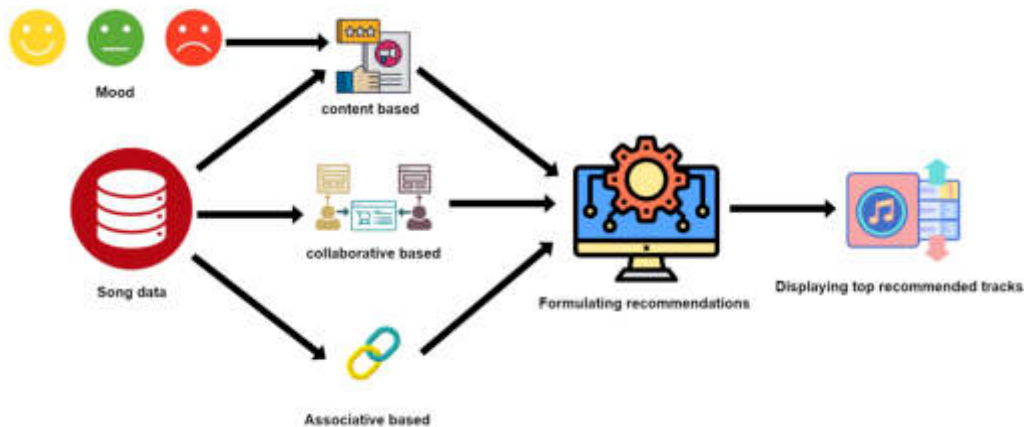 Mood
content based
collaborative based
Song data
Formulating recommendations
Displaying top recommended tracks
Associative based